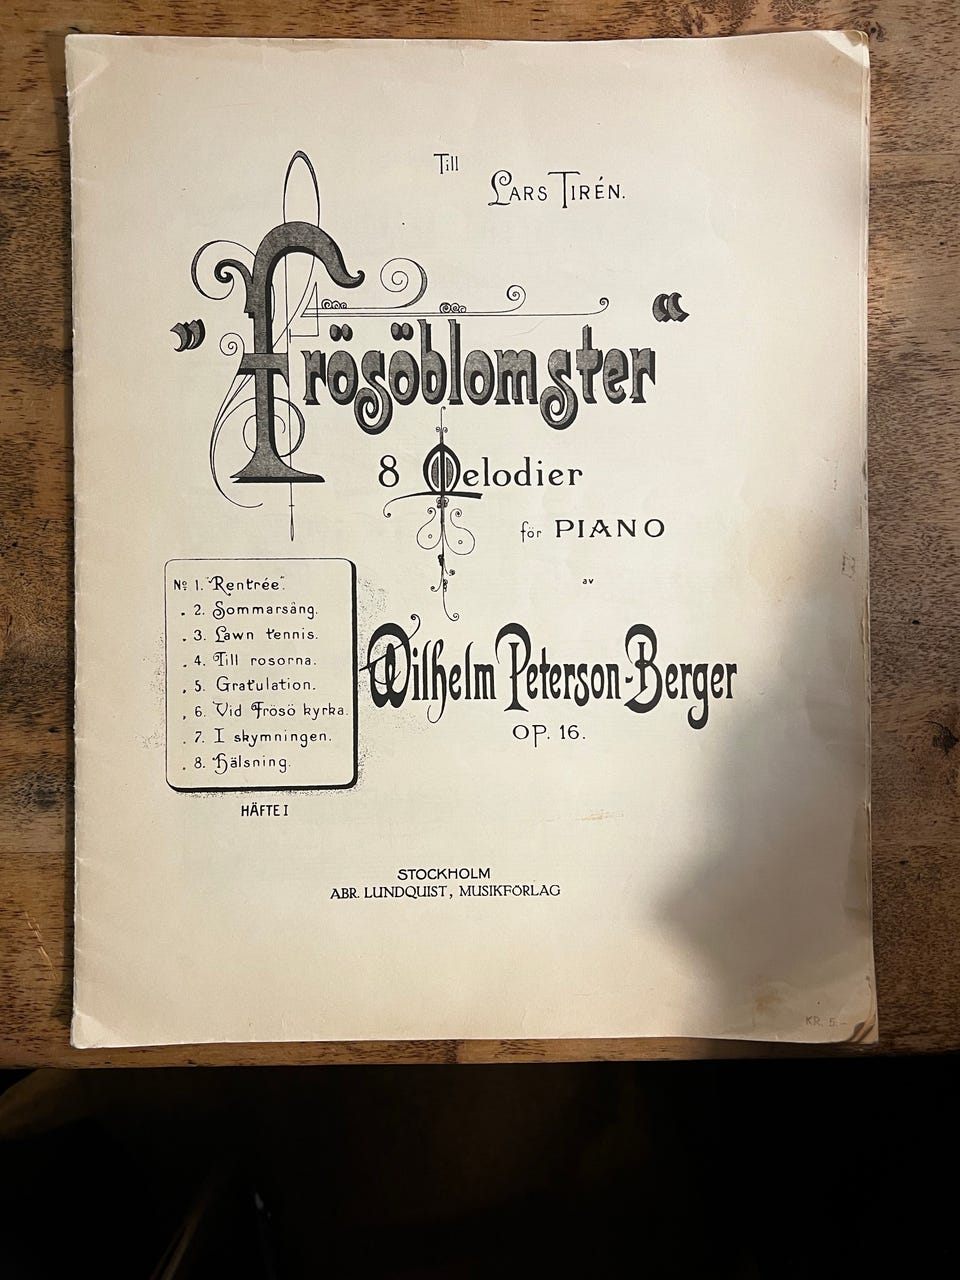 Till
LARS TIRÉN.
"Frösöblomster"
8 Melodier
för PIANO
av
Wilhelm Peterson-Berger
OP. 16.
No 1. "Rentrée".
" 2. Sommarsång.
" 3. Lawn tennis.
" 4. Till rosorna.
" 5. Gratulation.
" 6. Vid Frösö kyrka.
" 7. I skymningen.
" 8. Hälsning.
HÄFTE I
STOCKHOLM
ABR. LUNDQUIST, MUSIKFÖRLAG
KR. 5:-